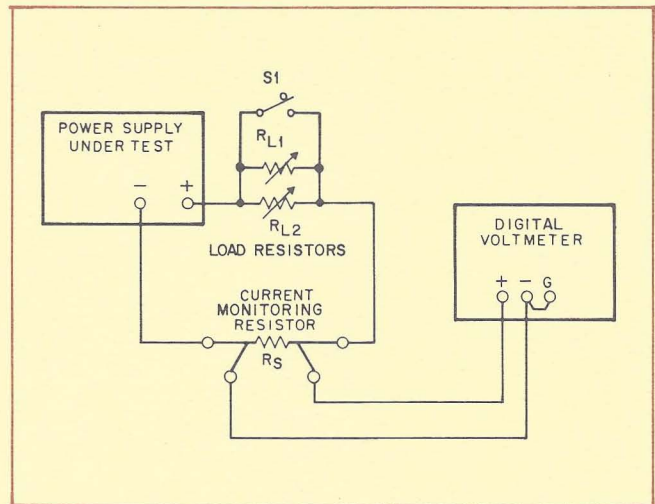 S1
POWER SUPPLY
UNDER TEST
RL1
- +
RL2
LOAD RESISTORS
DIGITAL
VOLTMETER
+ - G
CURRENT
MONITORING
RESISTOR
RS